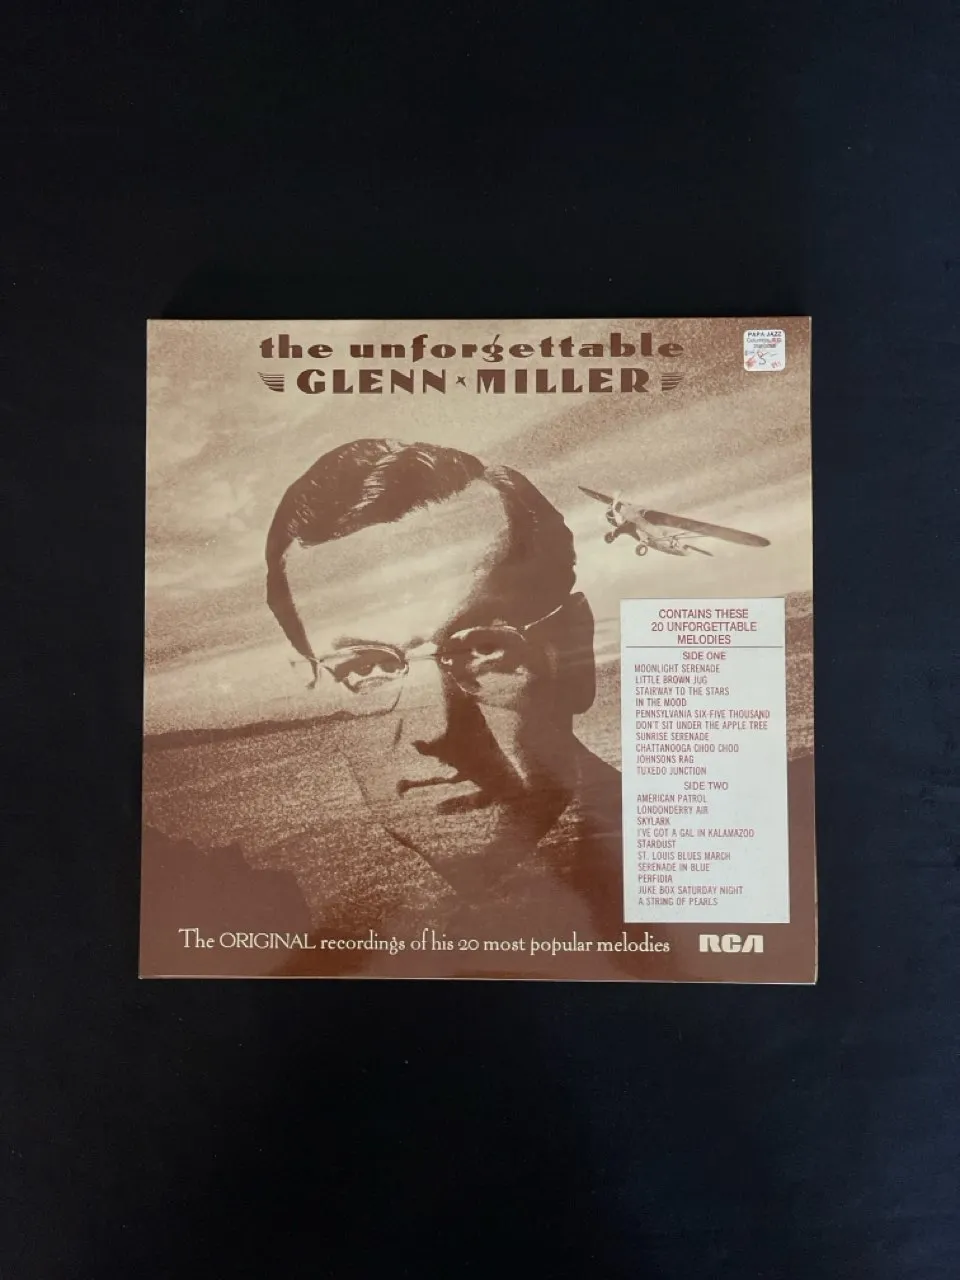 the unforgettable
GLENN MILLER
PAPA JAZZ
CONTAINS THESE
20 UNFORGETTABLE
MELODIES
SIDE ONE
MOONLIGHT SERENADE
LITTLE BROWN JUG
STAIRWAY TO THE STARS
IN THE MOOD
PENNSYLVANIA SIX-FIVE THOUSAND
DON'T SIT UNDER THE APPLE TREE
SUNRISE SERENADE
CHATTANOOGA CHOO CHOO
JOHNSONS RAG
TUXEDO JUNCTION
SIDE TWO
AMERICAN PATROL
LONDONDERRY AIR
SKYLARK
I'VE GOT A GAL IN KALAMAZOO
STARDUST
ST. LOUIS BLUES MARCH
SERENADE IN BLUE
PERFIDIA
JUKE BOX SATURDAY NIGHT
A STRING OF PEARLS
The ORIGINAL recordings of his 20 most popular melodies
RCA